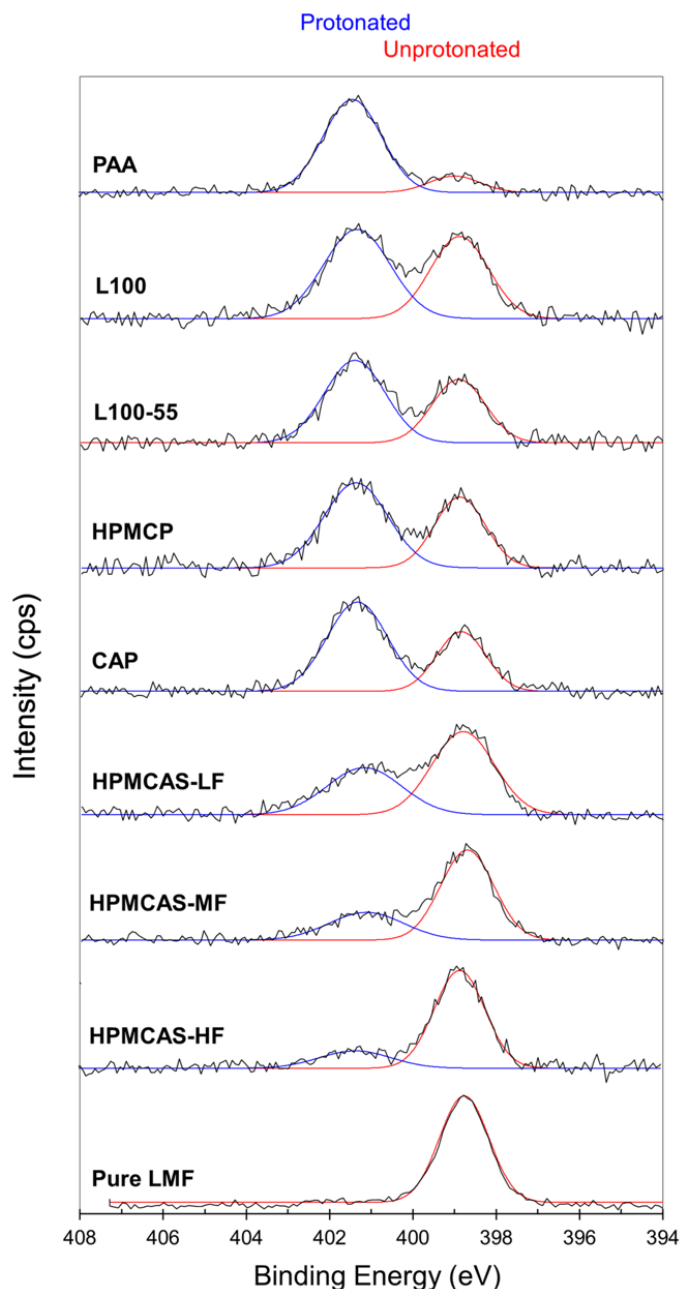 Protonated
Unprotonated
PAA
L100
L100-55
HPMCP
CAP
HPMCAS-LF
HPMCAS-MF
HPMCAS-HF
Pure LMF
Intensity (cps)
408 406 404 402 400 398 396 394
Binding Energy (eV)